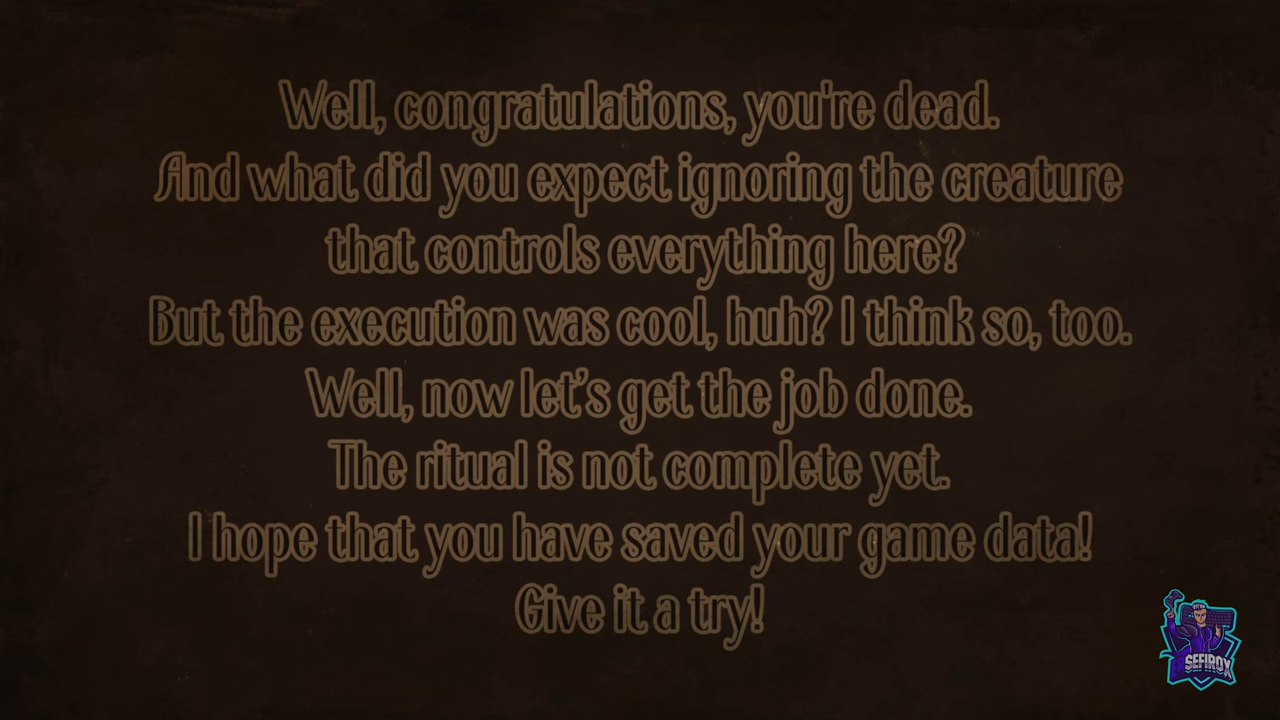 Well, congratulations, you're dead.
And what did you expect ignoring the creature
that controls everything here?
But the execution was cool, huh? I think so, too.
Well, now let's get the job done.
The ritual is not complete yet.
I hope that you have saved your game data!
Give it a try!
SEFIROX